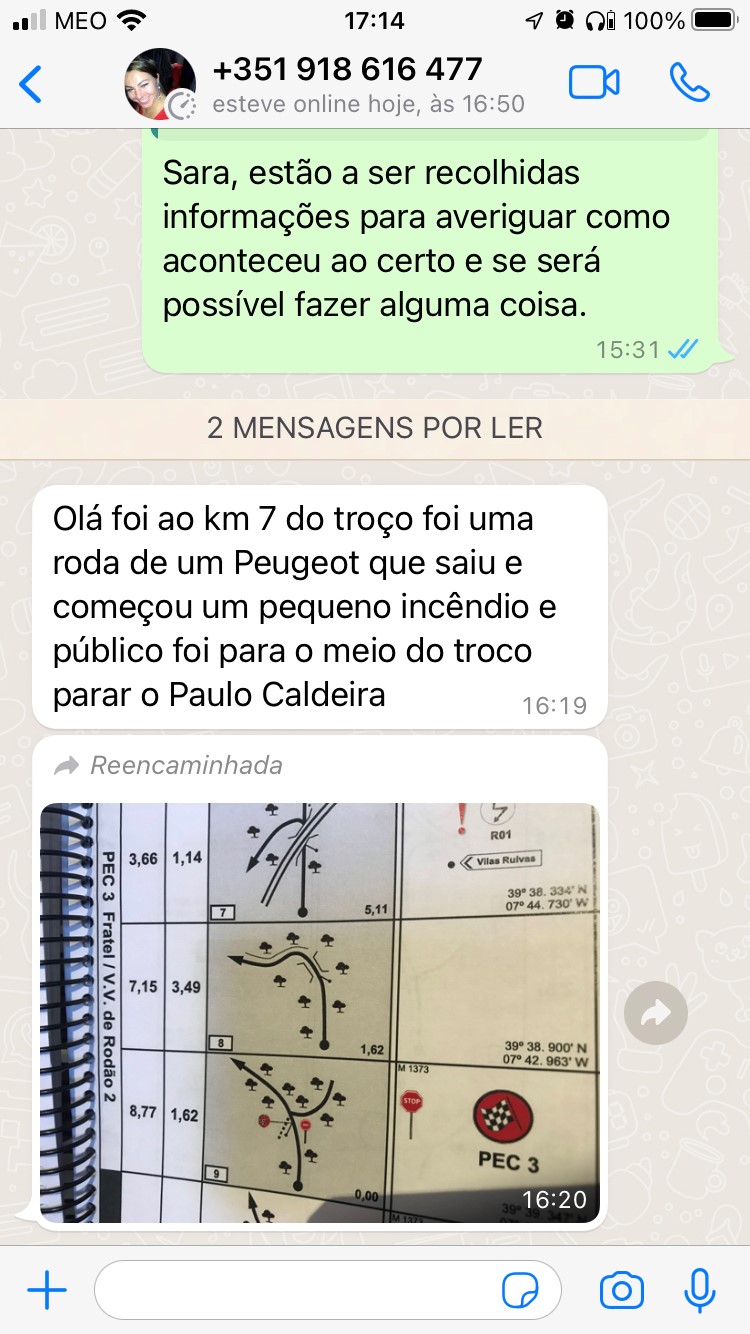 MEO 17:14 100%
+351 918 616 477
esteve online hoje, às 16:50
Sara, estão a ser recolhidas
informações para averiguar como
aconteceu ao certo e se será
possível fazer alguma coisa.
15:31
2 MENSAGENS POR LER
Olá foi ao km 7 do troço foi uma
roda de um Peugeot que saiu e
começou um pequeno incêndio e
público foi para o meio do troco
parar o Paulo Caldeira
16:19
Reencaminhada
PEC 3 Fratel / V.V. de Rodão 2
3,66 1,14
7
5,11
R01
Vilas Ruivas
39º 38. 334' N
07º 44. 730' W
7,15 3,49
8
1,62
39º 38. 900' N
07º 42. 963' W
8,77 1,62
9
0,00
M 1373
STOP
PEC 3
16:20